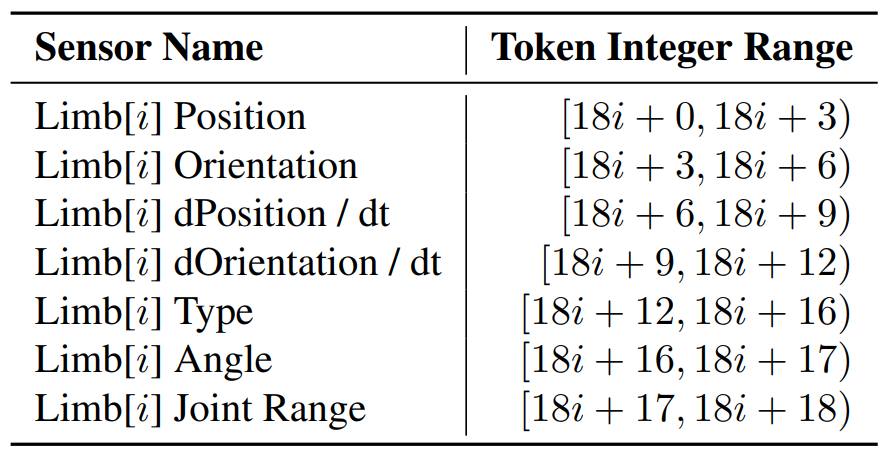 Sensor Name Token Integer Range
Limb[i] Position [18i + 0, 18i + 3)
Limb[i] Orientation [18i + 3, 18i + 6)
Limb[i] dPosition / dt [18i + 6, 18i + 9)
Limb[i] dOrientation / dt [18i + 9, 18i + 12)
Limb[i] Type [18i + 12, 18i + 16)
Limb[i] Angle [18i + 16, 18i + 17)
Limb[i] Joint Range [18i + 17, 18i + 18)